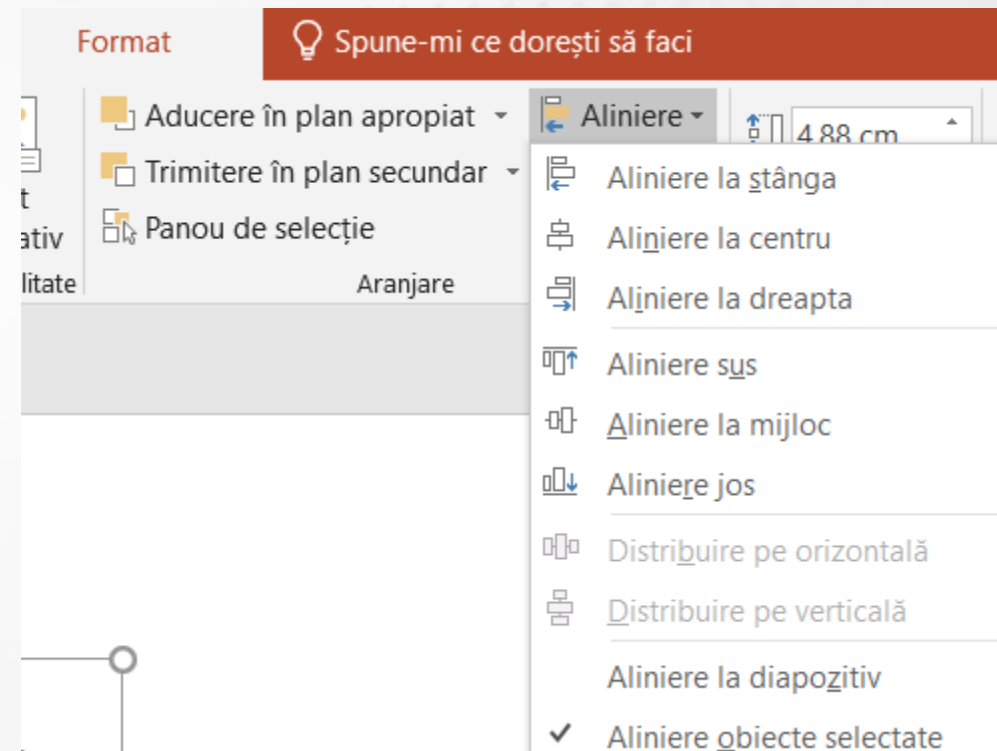 Format
Spune-mi ce dorești să faci
Aducere în plan apropiat
Aliniere
4,88 cm
Trimitere în plan secundar
t
ativ
Panou de selecție
litate
Aranjare
Aliniere la stânga
Aliniere la centru
Aliniere la dreapta
Aliniere sus
Aliniere la mijloc
Aliniere jos
Distribuire pe orizontală
Distribuire pe verticală
Aliniere la diapozitiv
Aliniere obiecte selectate